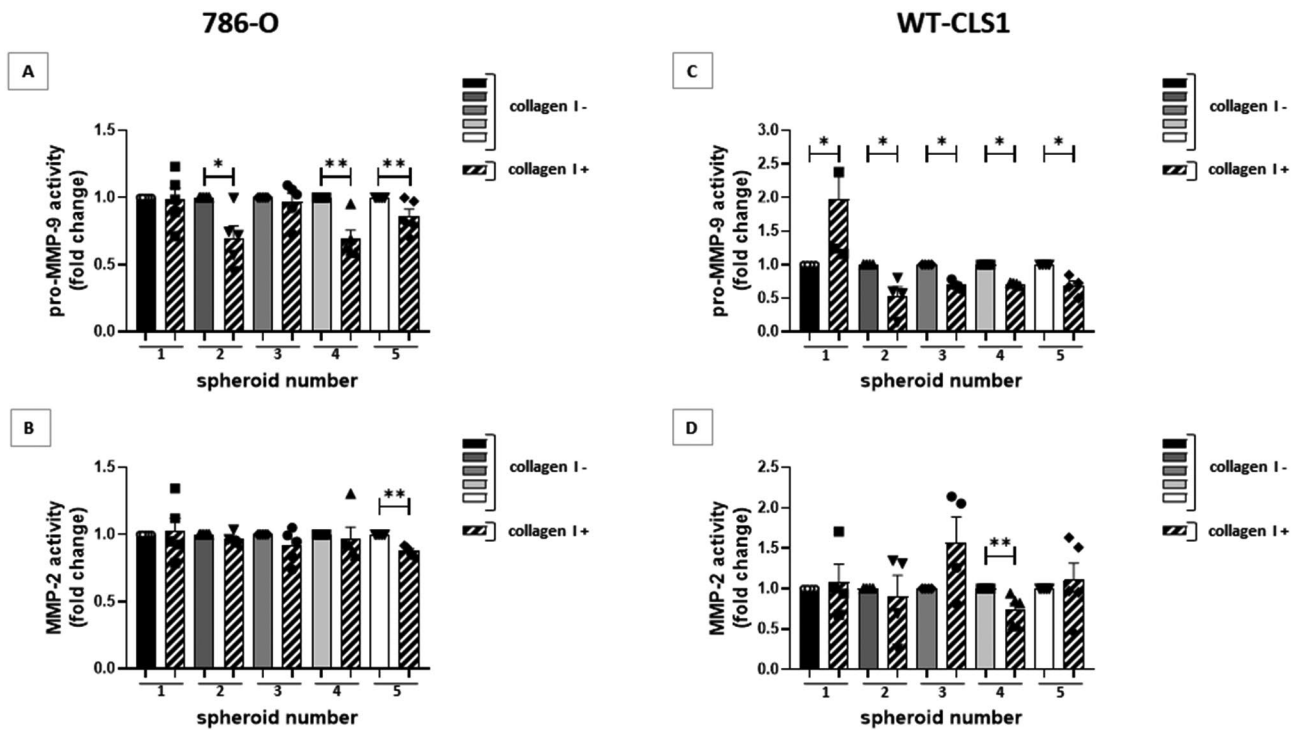 786-O
WT-CLS1
A
collagen I -
collagen I +
pro-MMP-9 activity
(fold change)
1.5
1.0
0.5
0.0
* ** **
1 2 3 4 5
spheroid number
C
collagen I -
collagen I +
pro-MMP-9 activity
(fold change)
3.0
2.5
2.0
1.5
1.0
0.5
0.0
* * * * *
1 2 3 4 5
spheroid number
B
collagen I -
collagen I +
MMP-2 activity
(fold change)
1.5
1.0
0.5
0.0
**
1 2 3 4 5
spheroid number
D
collagen I -
collagen I +
MMP-2 activity
(fold change)
2.5
2.0
1.5
1.0
0.5
0.0
**
1 2 3 4 5
spheroid number